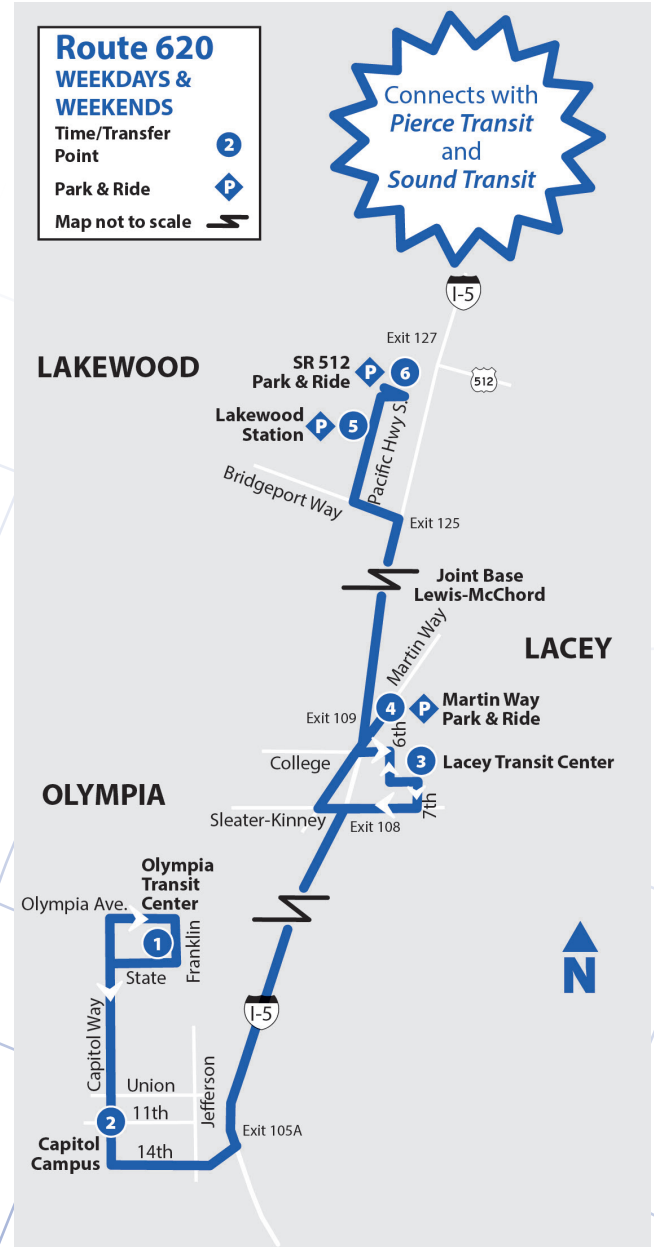 Route 620
WEEKDAYS &
WEEKENDS
Time/Transfer
Point
2
Park & Ride
P
Map not to scale
Connects with
Pierce Transit
and
Sound Transit
I-5
Exit 127
LAKEWOOD
SR 512
Park & Ride
P
6
512
Lakewood
Station
P
5
Pacific Hwy S.
Bridgeport Way
Exit 125
Joint Base
Lewis-McChord
Martin Way
LACEY
4
P
Martin Way
Park & Ride
Exit 109
6th
College
3
Lacey Transit Center
OLYMPIA
7th
Sleater-Kinney
Exit 108
Olympia
Transit
Center
Olympia Ave.
1
Franklin
State
N
I-5
Capitol Way
Union
Jefferson
2
11th
Exit 105A
Capitol
Campus
14th